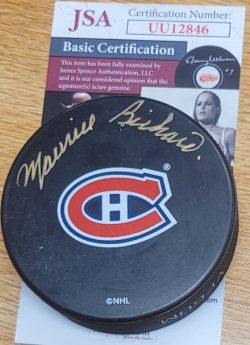 JSA
Certification Number:
UU12846
Basic Certification
This item has been fully examined by
James Spence Authentication, LLC
and it is our considered opinion that the
signature(s) is/are genuine.
Maurice Richard.
©NHL